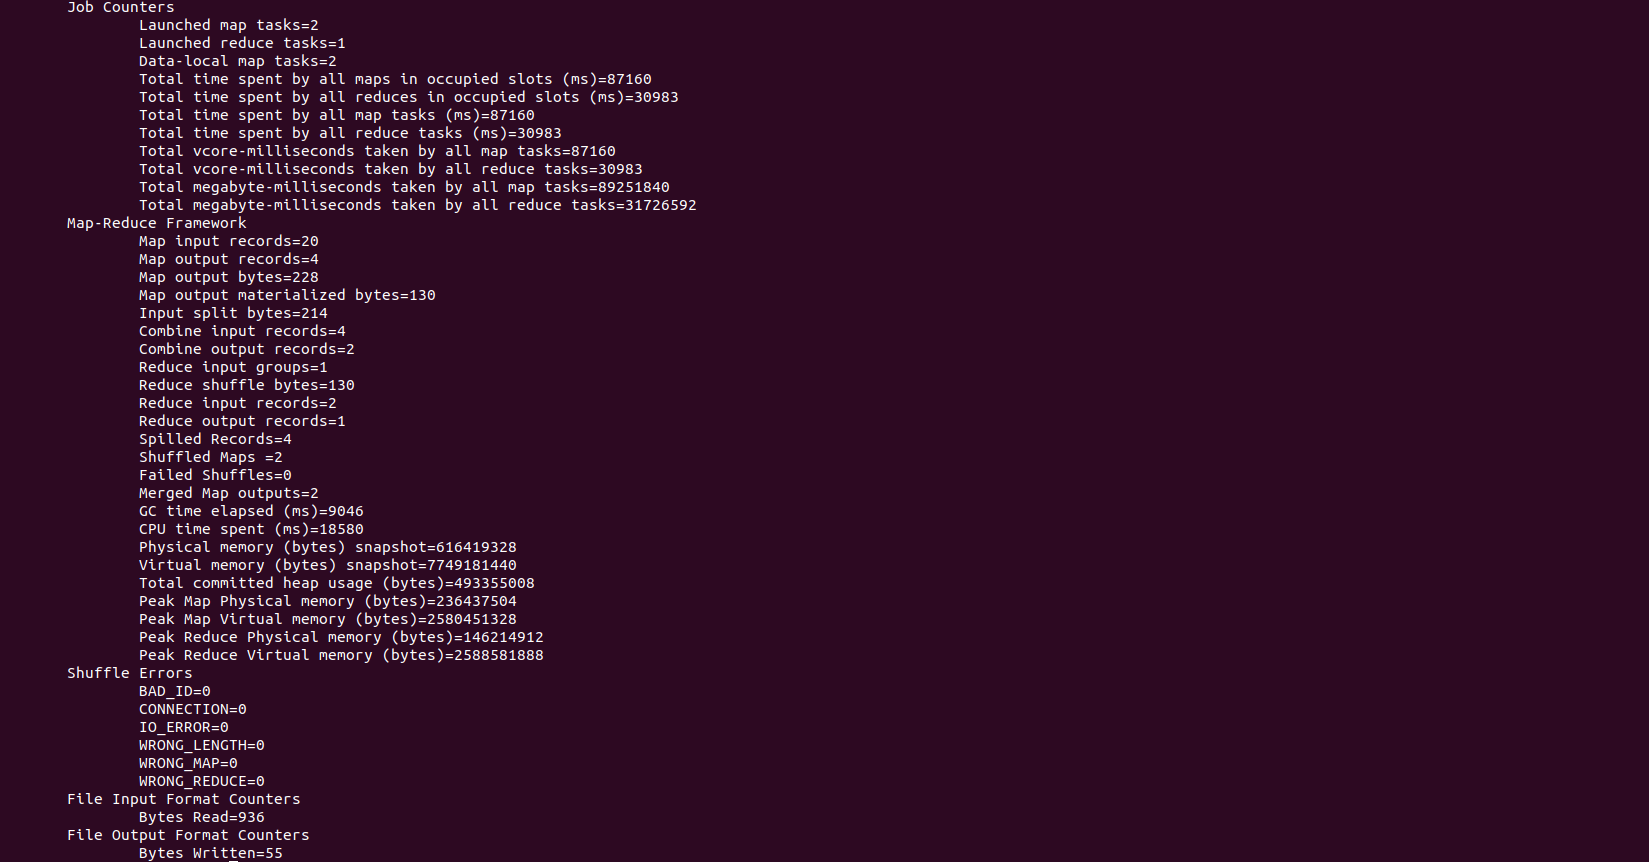 Job Counters
Launched map tasks=2
Launched reduce tasks=1
Data-local map tasks=2
Total time spent by all maps in occupied slots (ms)=87160
Total time spent by all reduces in occupied slots (ms)=30983
Total time spent by all map tasks (ms)=87160
Total time spent by all reduce tasks (ms)=30983
Total vcore-milliseconds taken by all map tasks=87160
Total vcore-milliseconds taken by all reduce tasks=30983
Total megabyte-milliseconds taken by all map tasks=89251840
Total megabyte-milliseconds taken by all reduce tasks=31726592
Map-Reduce Framework
Map input records=20
Map output records=4
Map output bytes=228
Map output materialized bytes=130
Input split bytes=214
Combine input records=4
Combine output records=2
Reduce input groups=1
Reduce shuffle bytes=130
Reduce input records=2
Reduce output records=1
Spilled Records=4
Shuffled Maps =2
Failed Shuffles=0
Merged Map outputs=2
GC time elapsed (ms)=9046
CPU time spent (ms)=18580
Physical memory (bytes) snapshot=616419328
Virtual memory (bytes) snapshot=7749181440
Total committed heap usage (bytes)=493355008
Peak Map Physical memory (bytes)=236437504
Peak Map Virtual memory (bytes)=2580451328
Peak Reduce Physical memory (bytes)=146214912
Peak Reduce Virtual memory (bytes)=2588581888
Shuffle Errors
BAD_ID=0
CONNECTION=0
IO_ERROR=0
WRONG_LENGTH=0
WRONG_MAP=0
WRONG_REDUCE=0
File Input Format Counters
Bytes Read=936
File Output Format Counters
Bytes Written=55